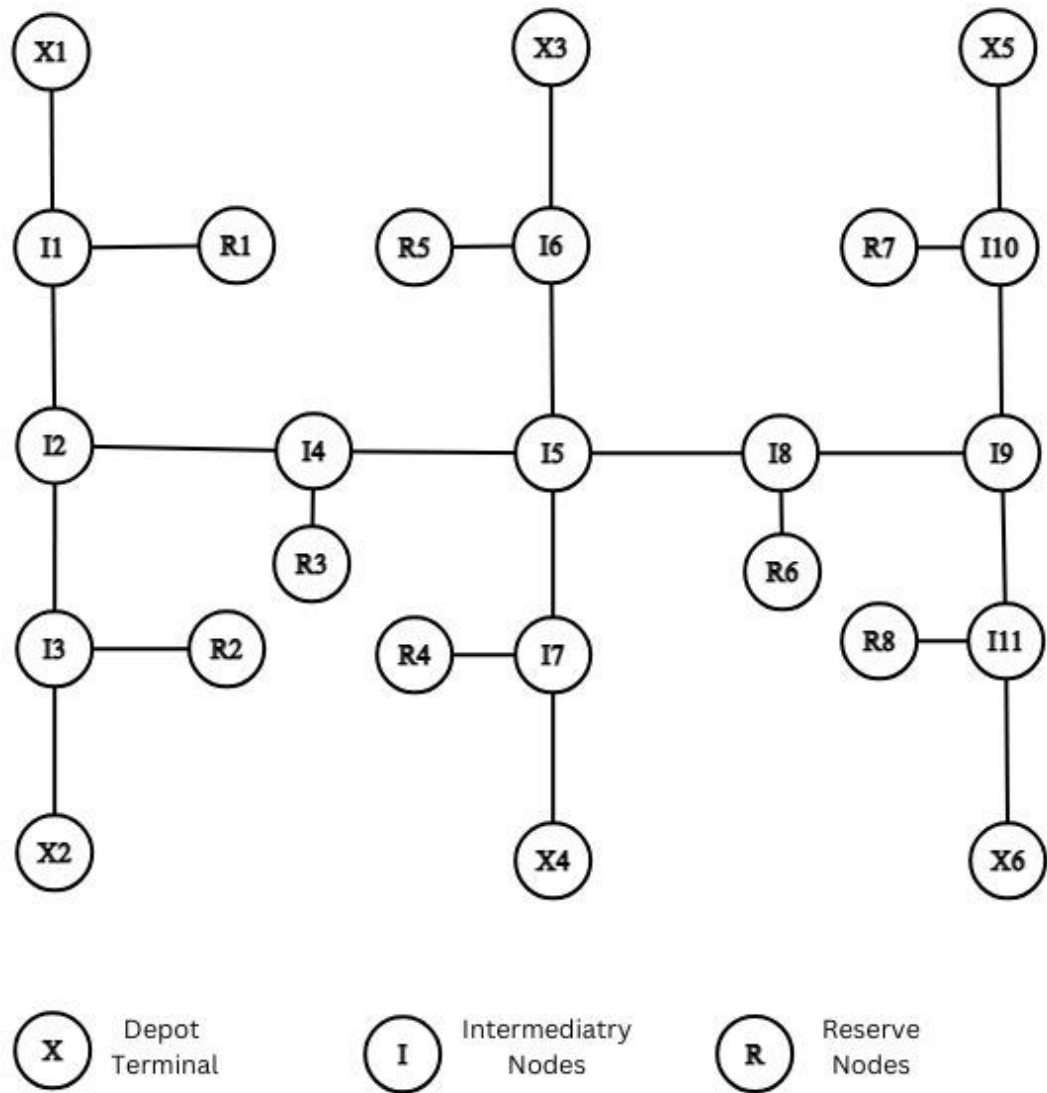 X1 X3 X5
I1 R1 R5 I6 R7 I10
I2 I4 I5 I8 I9
R3 R6
I3 R2 R4 I7 R8 I11
X2 X4 X6
X Depot Terminal
I Intermediatry Nodes
R Reserve Nodes